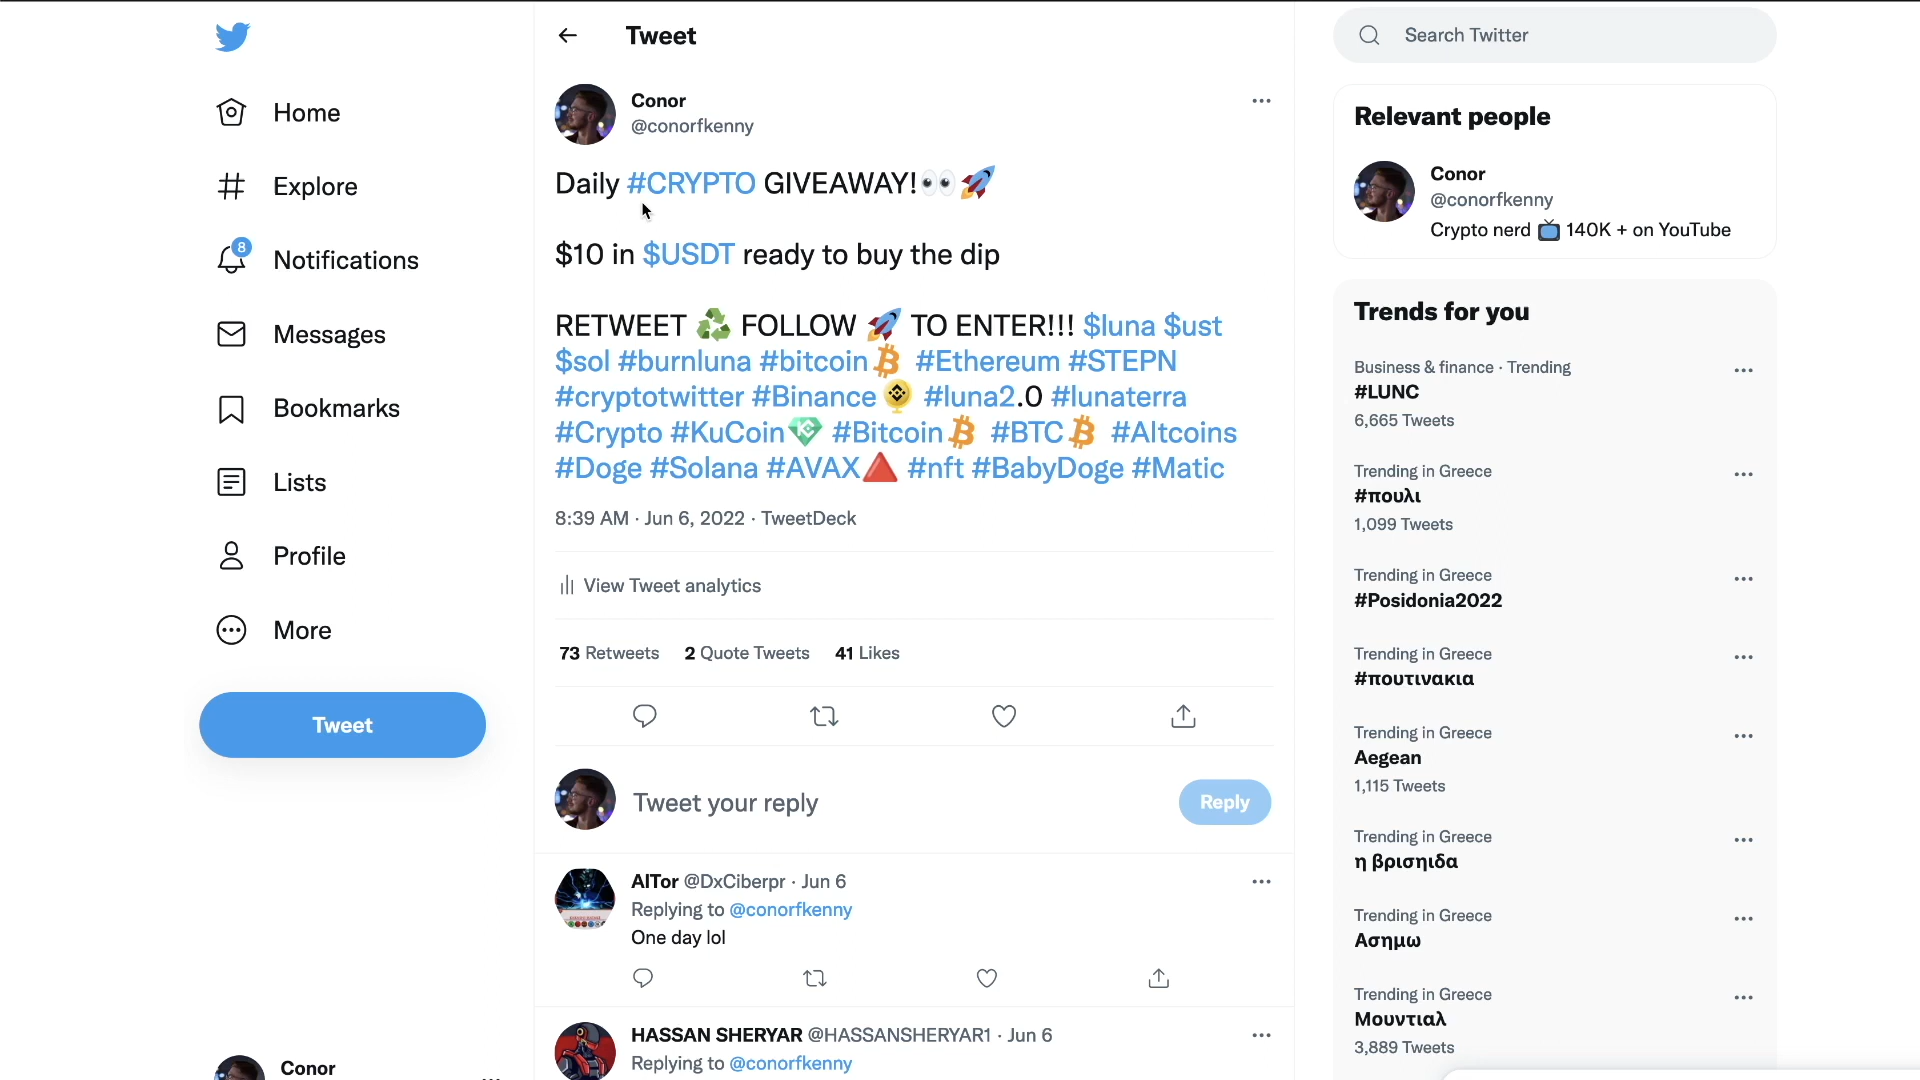 Home
Explore
8
Notifications
Messages
Bookmarks
Lists
Profile
More
Tweet
Conor
Tweet
Conor
@conorfkenny
Daily #CRYPTO GIVEAWAY!👀🚀
$10 in $USDT ready to buy the dip
RETWEET ♻️ FOLLOW 🚀 TO ENTER!!! $luna $ust
$sol #burnluna #bitcoin #Ethereum #STEPN
#cryptotwitter #Binance #luna2.0 #lunaterra
#Crypto #KuCoin #Bitcoin #BTC #Altcoins
#Doge #Solana #AVAX #nft #BabyDoge #Matic
8:39 AM · Jun 6, 2022 · TweetDeck
View Tweet analytics
73 Retweets 2 Quote Tweets 41 Likes
Tweet your reply
Reply
AlTor @DxCiberpr · Jun 6
Replying to @conorfkenny
One day lol
HASSAN SHERYAR @HASSANSHERYAR1 · Jun 6
Replying to @conorfkenny
Search Twitter
Relevant people
Conor
@conorfkenny
Crypto nerd 📺 140K + on YouTube
Trends for you
Business & finance · Trending
#LUNC
6,665 Tweets
Trending in Greece
#πουλι
1,099 Tweets
Trending in Greece
#Posidonia2022
Trending in Greece
#πουτινακια
Trending in Greece
Aegean
1,115 Tweets
Trending in Greece
η βρισηιδα
Trending in Greece
Ασημω
Trending in Greece
Μουντιαλ
3,889 Tweets